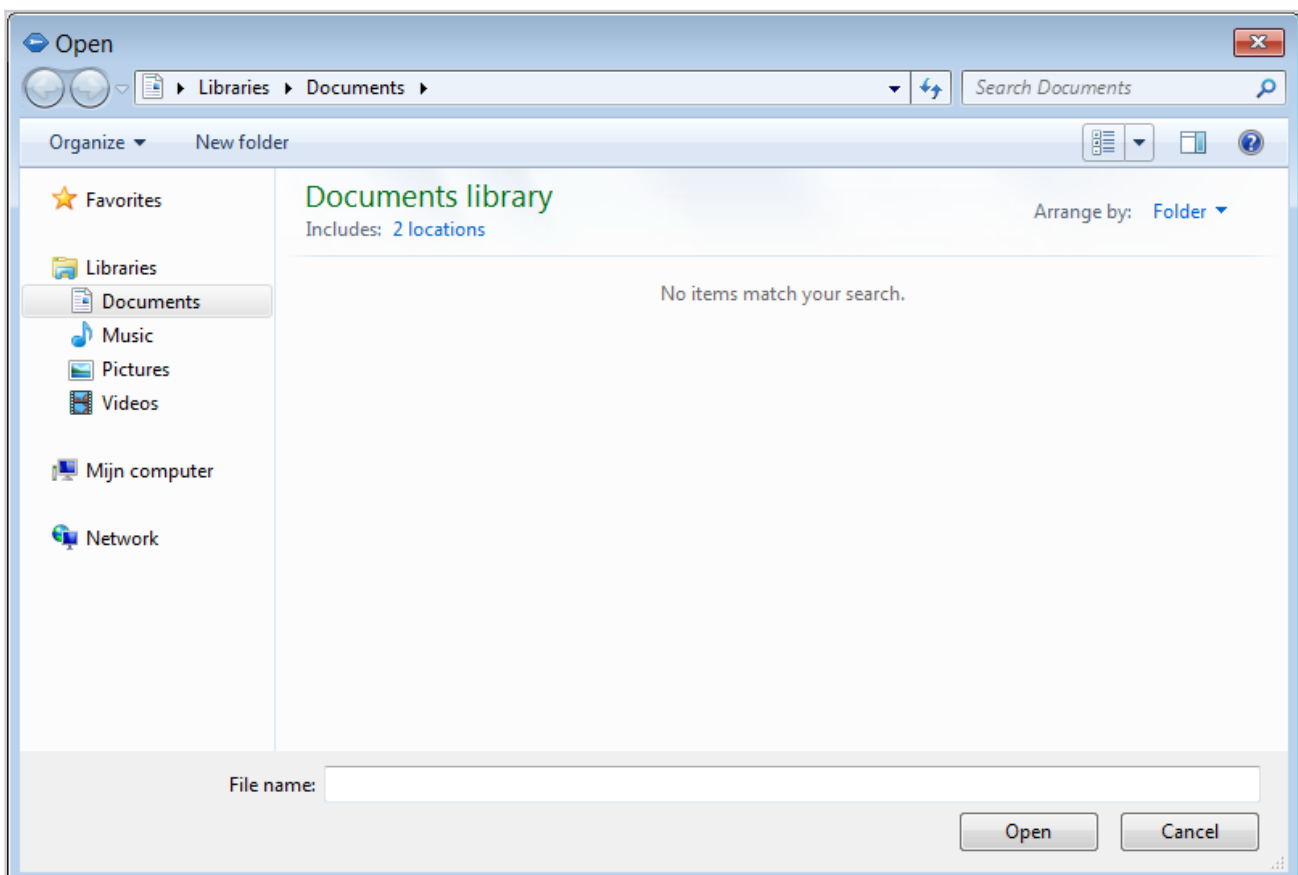 Open
Libraries Documents
Search Documents
Organize New folder
Favorites
Libraries
Documents
Music
Pictures
Videos
Mijn computer
Network
Documents library
Includes: 2 locations
Arrange by: Folder
No items match your search.
File name:
Open Cancel